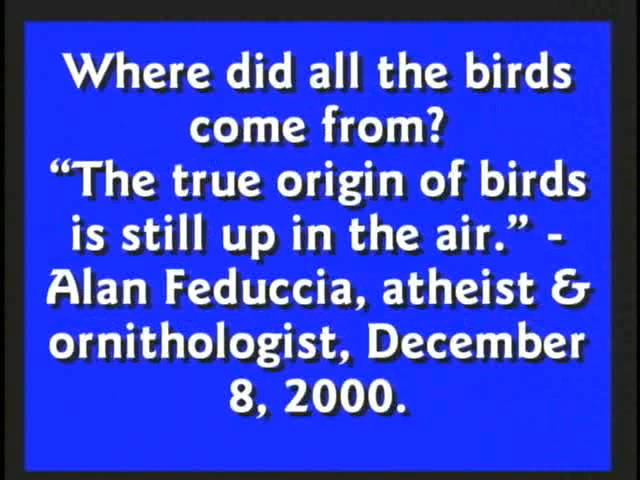 Where did all the birds
come from?
“The true origin of birds
is still up in the air.” -
Alan Feduccia, atheist &
ornithologist, December
8, 2000.